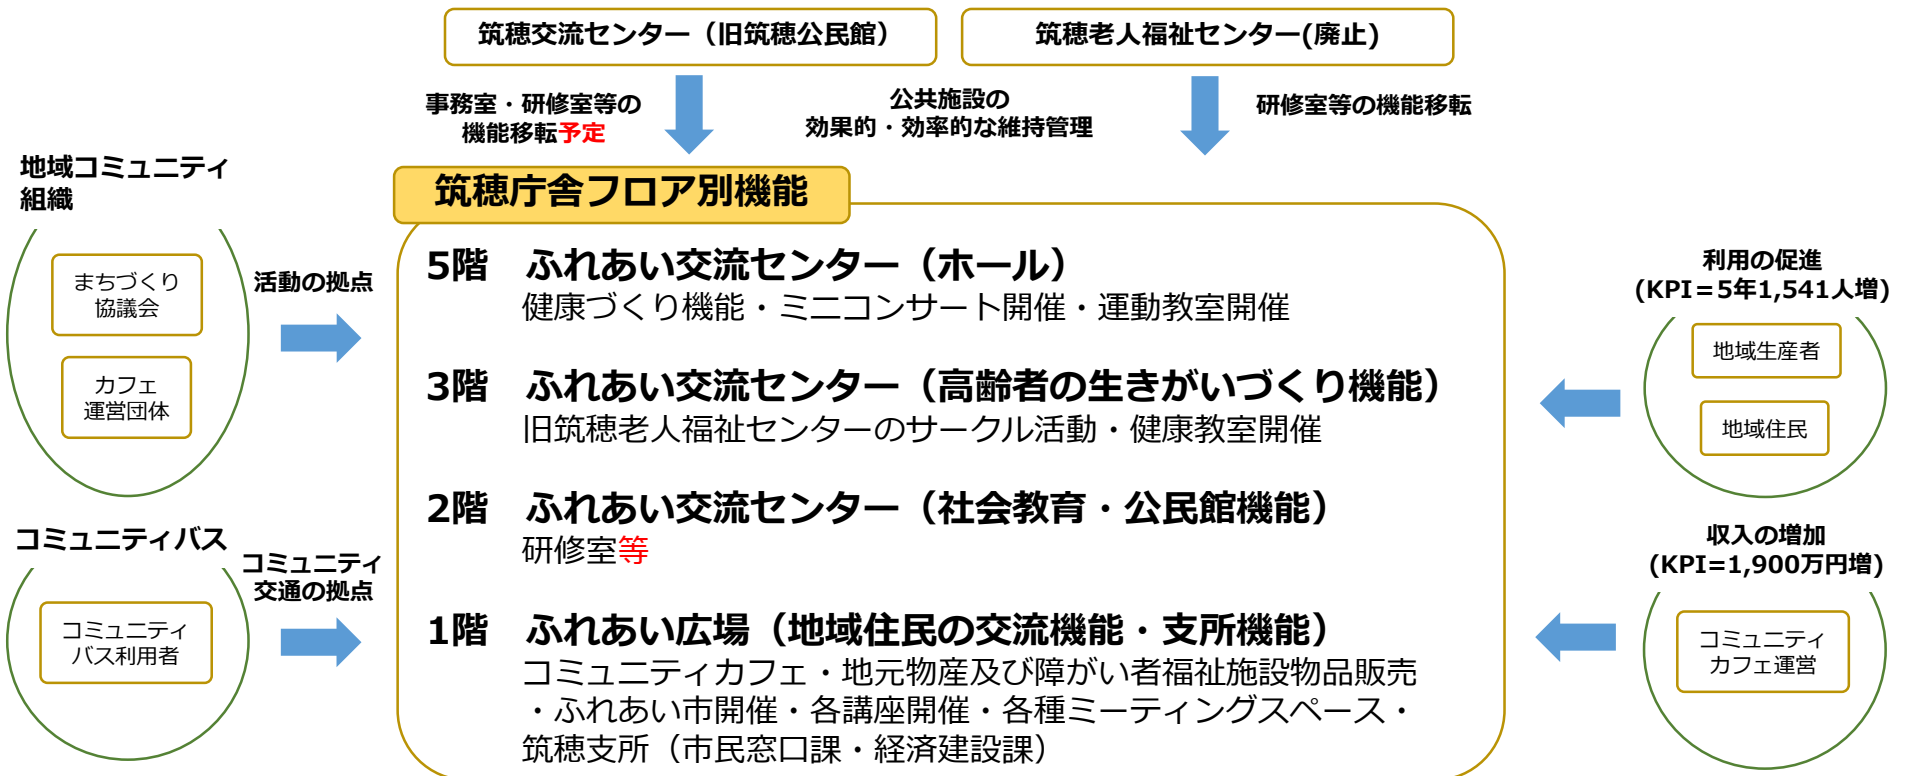 筑穂交流センター（旧筑穂公民館）
筑穂老人福祉センター(廃止)
事務室・研修室等の
機能移転予定
公共施設の
効果的・効率的な維持管理
研修室等の機能移転
地域コミュニティ
組織
まちづくり
協議会
カフェ
運営団体
活動の拠点
コミュニティバス
コミュニティ
バス利用者
コミュニティ
交通の拠点
筑穂庁舎フロア別機能
5階　ふれあい交流センター（ホール）
健康づくり機能・ミニコンサート開催・運動教室開催
3階　ふれあい交流センター（高齢者の生きがいづくり機能）
旧筑穂老人福祉センターのサークル活動・健康教室開催
2階　ふれあい交流センター（社会教育・公民館機能）
研修室等
1階　ふれあい広場（地域住民の交流機能・支所機能）
コミュニティカフェ・地元物産及び障がい者福祉施設物品販売
・ふれあい市開催・各講座開催・各種ミーティングスペース・
筑穂支所（市民窓口課・経済建設課）
利用の促進
(KPI＝5年1,541人増)
地域生産者
地域住民
収入の増加
(KPI=1,900万円増)
コミュニティ
カフェ運営